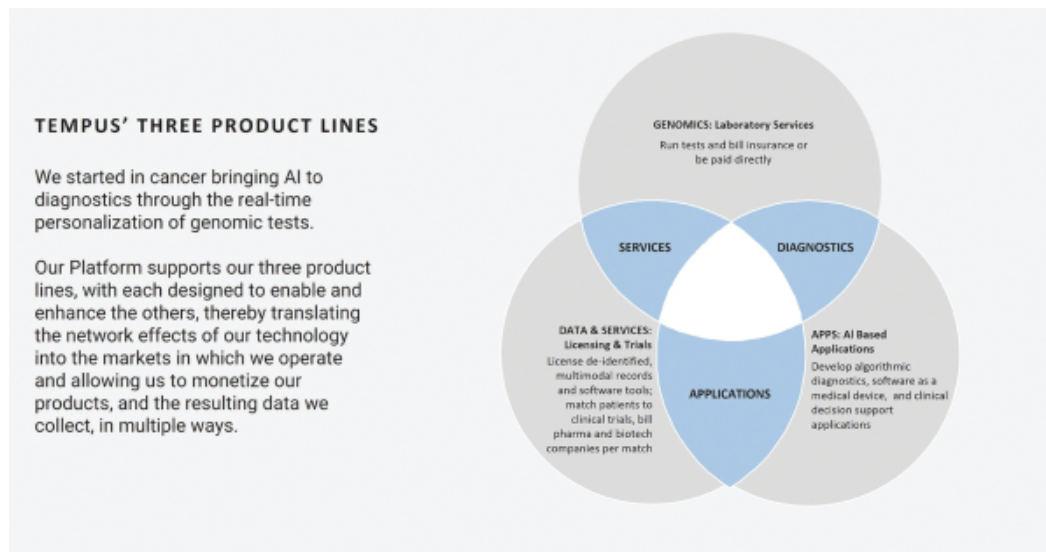 TEMPUS' THREE PRODUCT LINES
We started in cancer bringing AI to
diagnostics through the real-time
personalization of genomic tests.
Our Platform supports our three product
lines, with each designed to enable and
enhance the others, thereby translating
the network effects of our technology
into the markets in which we operate
and allowing us to monetize our
products, and the resulting data we
collect, in multiple ways.
GENOMICS: Laboratory Services
Run tests and bill insurance or
be paid directly
SERVICES
DIAGNOSTICS
DATA & SERVICES:
Licensing & Trials
License de-identified,
multimodal records
and software tools;
match patients to
clinical trials, bill
pharma and biotech
companies per match
APPLICATIONS
APPS: AI Based
Applications
Develop algorithmic
diagnostics, software as a
medical device, and clinical
decision support
applications